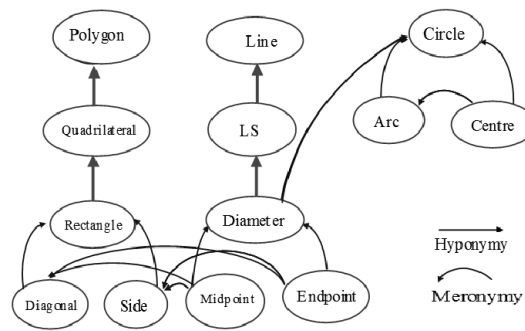 Polygon
Line
Circle
Quadrilateral
LS
Arc
Centre
Rectangle
Diameter
Hyponymy
Diagonal
Side
Midpoint
Endpoint
Meronymy